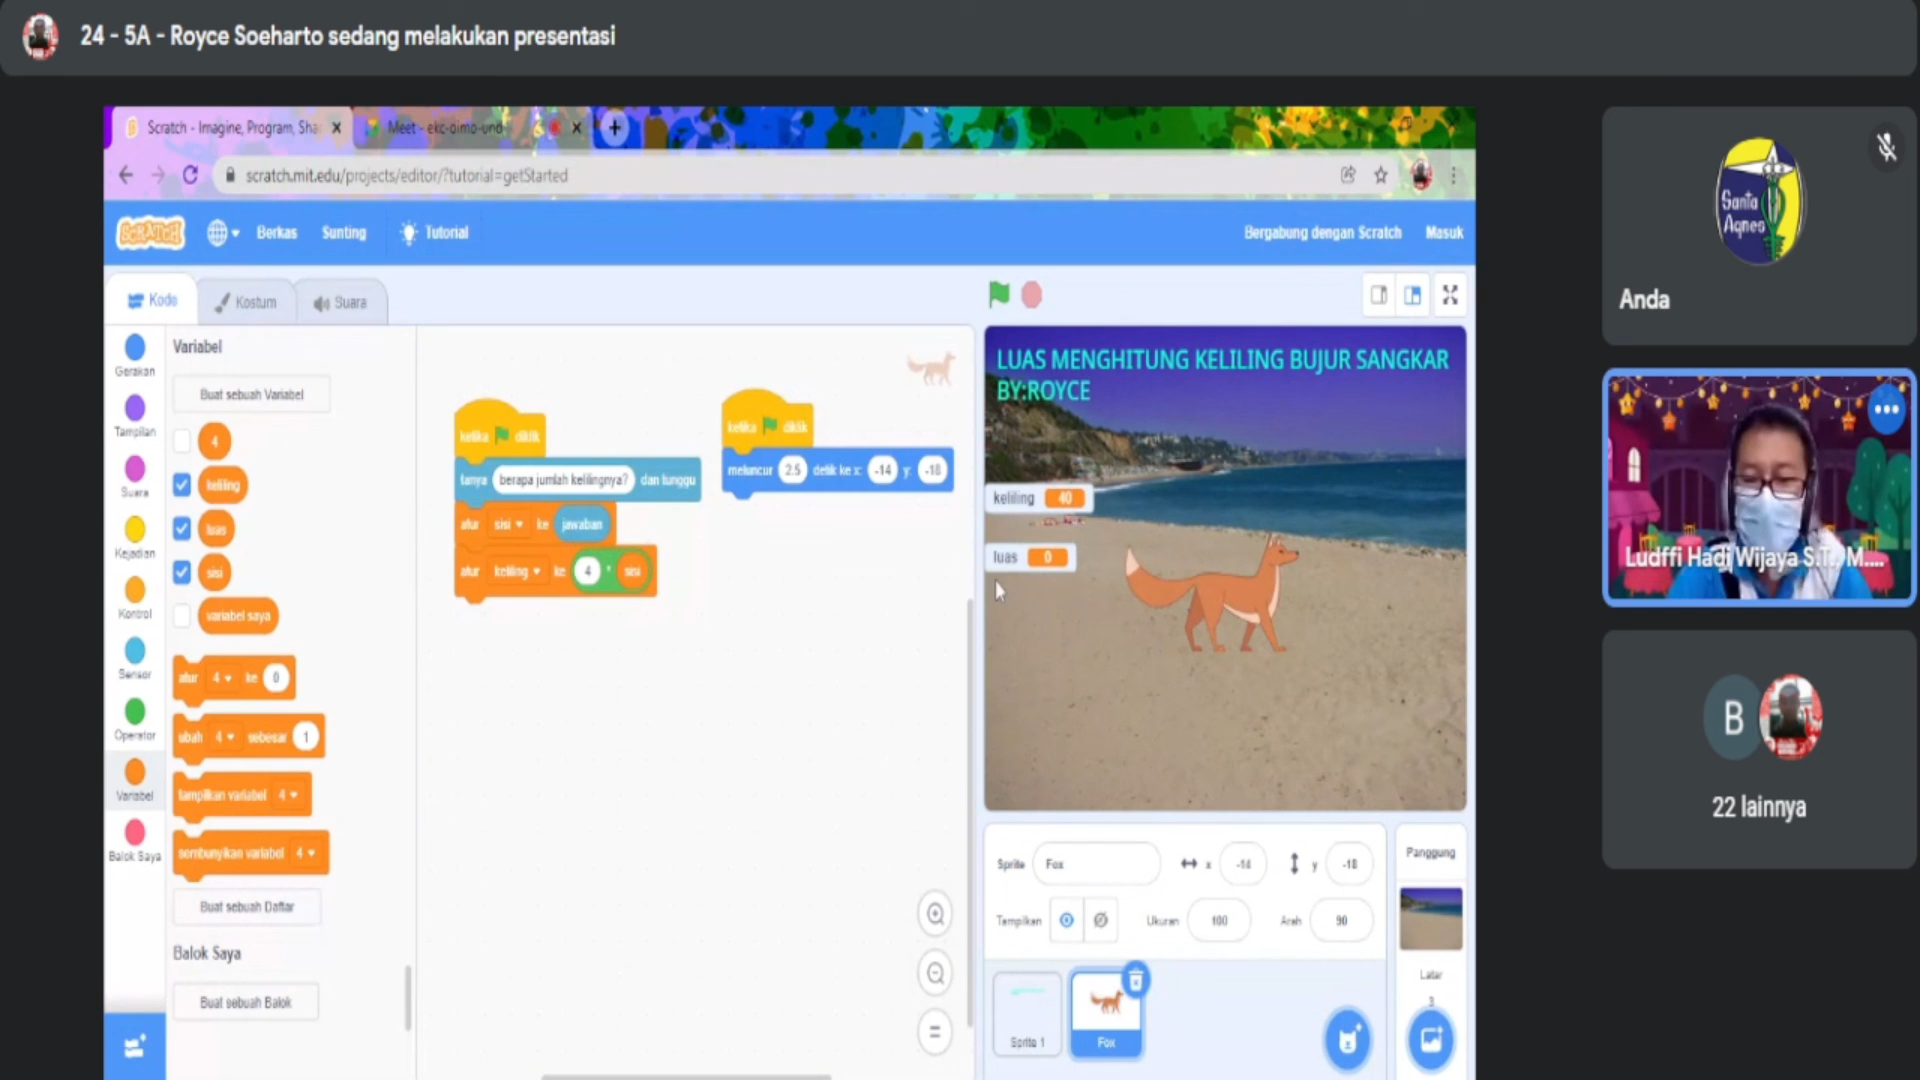 24 - 5A - Royce Soeharto sedang melakukan presentasi
Scratch - Imagine, Program, Sha
Meet - ekc-oimo-und
scratch.mit.edu/projects/editor/?tutorial=getStarted
SCRATCH
Berkas
Sunting
Tutorial
Bergabung dengan Scratch
Masuk
Kode
Kostum
Suara
Gerakan
Tampilan
Suara
Kejadian
Kontrol
Sensor
Operator
Variabel
Balok Saya
Variabel
Buat sebuah Variabel
4
keliling
luas
sisi
variabel saya
atur 4 ke 0
ubah 4 sebesar 1
tampilkan variabel 4
sembunyikan variabel 4
Buat sebuah Daftar
Balok Saya
Buat sebuah Balok
ketika diklik
tanya berapa jumlah kelilingnya? dan tunggu
atur sisi ke jawaban
atur keliling ke 4 * sisi
ketika diklik
meluncur 2.5 detik ke x: -14 y: -18
LUAS MENGHITUNG KELILING BUJUR SANGKAR
BY:ROYCE
keliling 40
luas 0
Sprite Fox x -14 y -18
Tampilkan Ukuran 100 Arah 90
Sprite 1
Fox
Panggung
Latar
3
Santa
Agnes
Anda
Ludffi Hadi Wijaya S.T., M....
B
22 lainnya